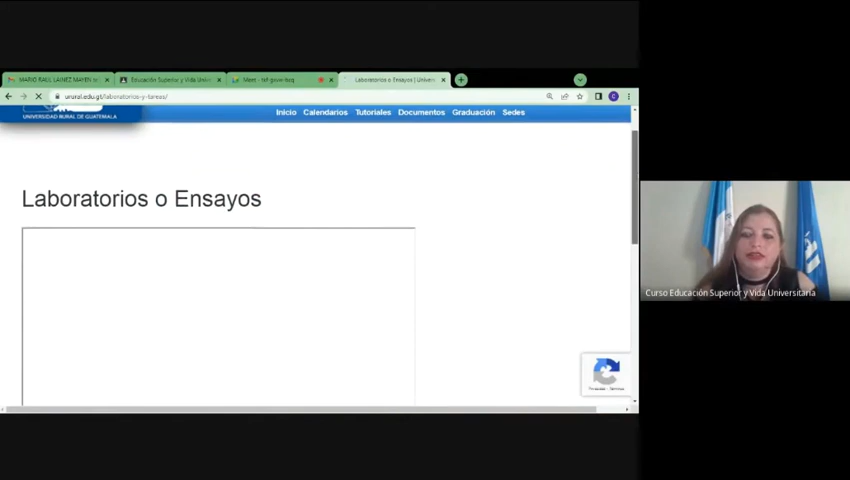 MARIO RAUL LAINEZ MAYEN
Educación Superior y Vida Univer
Meet -
Laboratorios o Ensayos | Univer
urural.edu.gt/laboratorios-y-tareas/
UNIVERSIDAD RURAL DE GUATEMALA
Inicio Calendarios Tutoriales Documentos Graduación Sedes
Laboratorios o Ensayos
Curso Educación Superior y Vida Universitaria